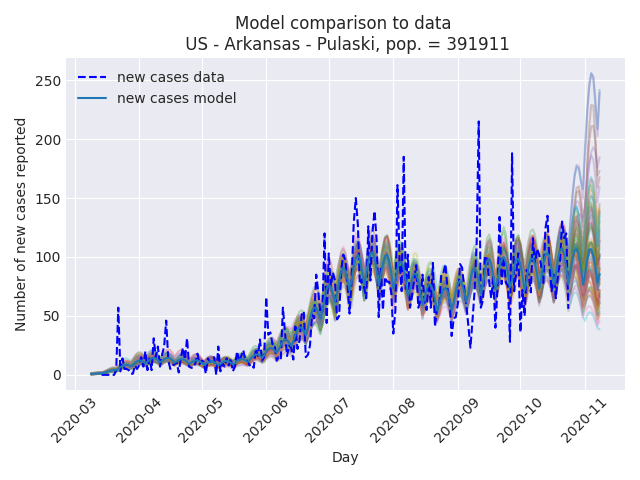 Model comparison to data
US - Arkansas - Pulaski, pop. = 391911
new cases data
new cases model
Number of new cases reported
250
200
150
100
50
0
2020-03
2020-04
2020-05
2020-06
2020-07
2020-08
2020-09
2020-10
2020-11
Day